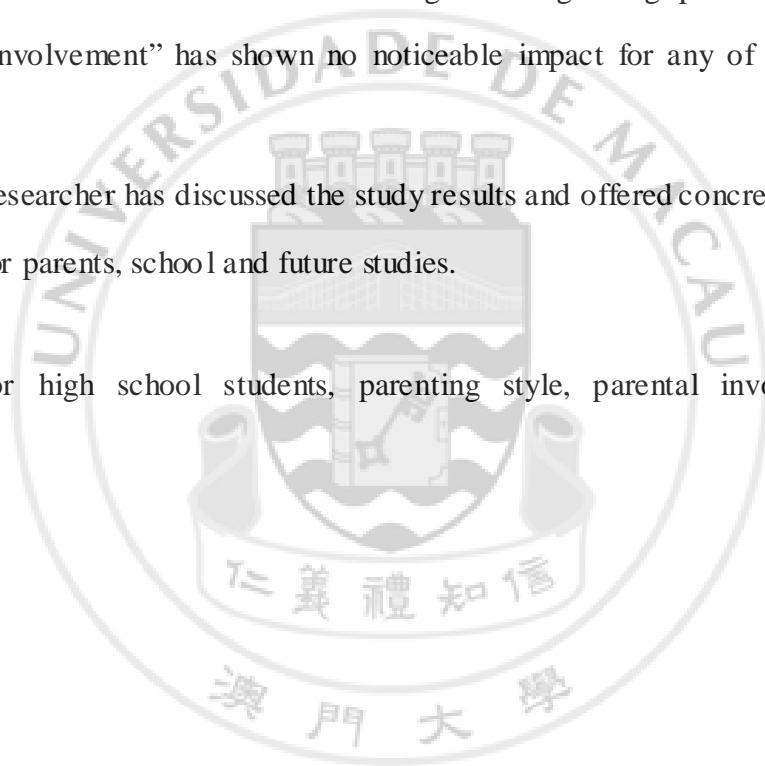 nvolvement” has shown no noticeable impact for any of
esearcher has discussed the study results and offered concre
or parents, school and future studies.
or high school students, parenting style, parental invo
UNIVERSIDADE DE MACAU
仁義禮知信
澳門大學